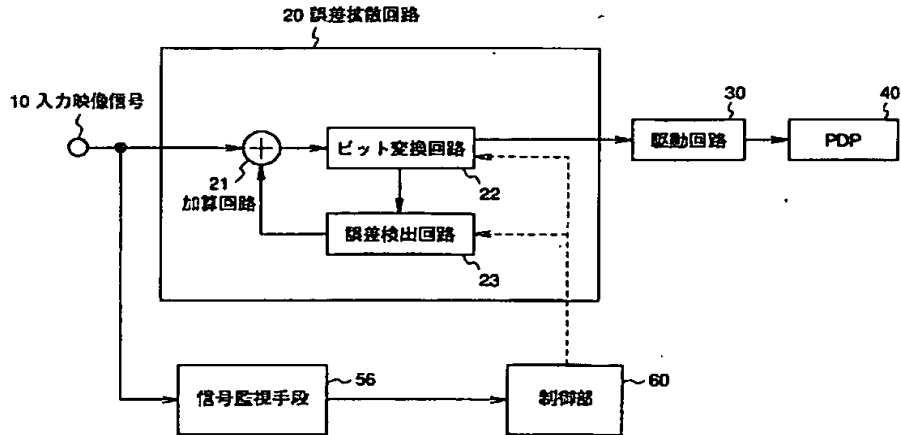 20 誤差拡散回路
10 入力映像信号
30
40
ビット変換回路
駆動回路
PDP
21
加算回路
22
誤差検出回路
23
信号監視手段
56
制御部
60